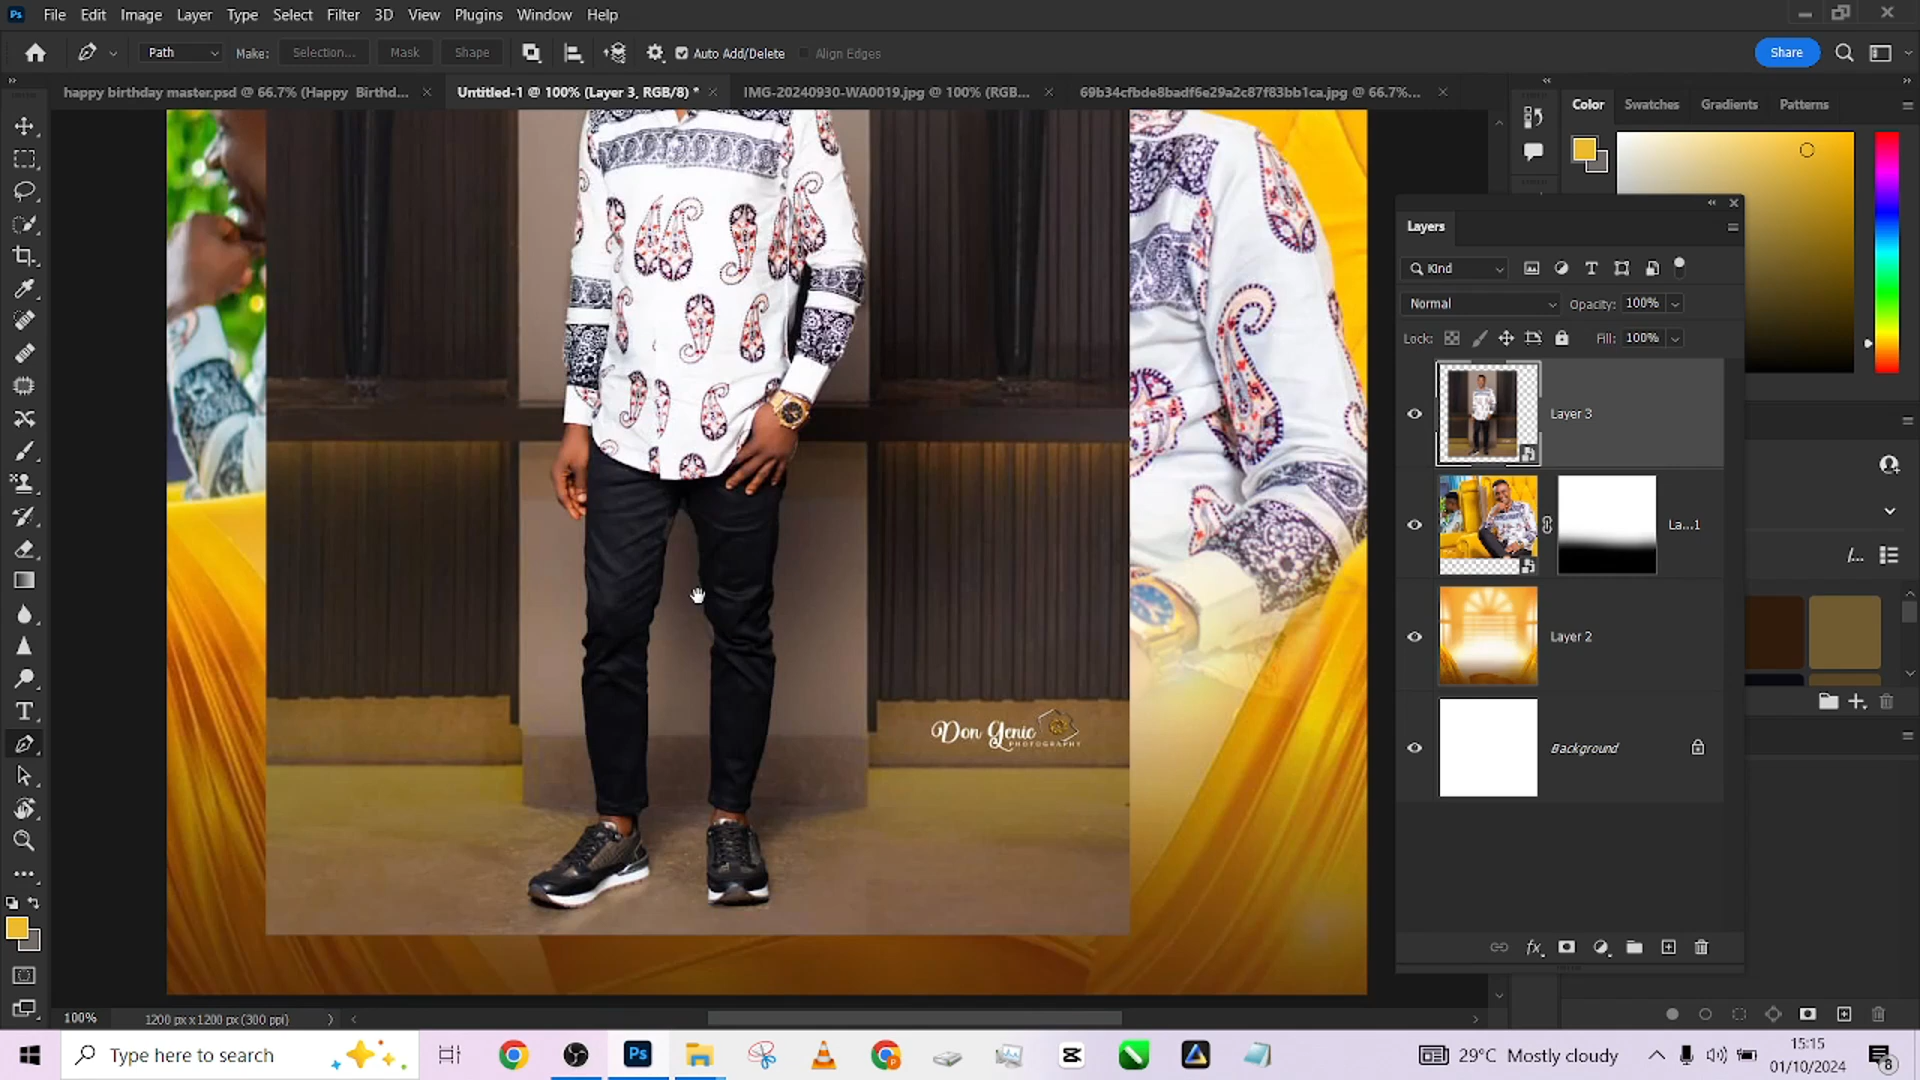 Ps File Edit Image Layer Type Select Filter 3D View Plugins Window Help
Path Make: Selection... Mask Shape Auto Add/Delete Align Edges Share
happy birthday master.psd @ 66.7% (Happy Birthd... Untitled-1 @ 100% (Layer 3, RGB/8) * IMG-20240930-WA0019.jpg @ 100% (RGB... 69b34cfbde8badf6e29a2c87f83bb1ca.jpg @ 66.7%...
Color Swatches Gradients Patterns
Layers
Kind
Normal Opacity: 100%
Lock: Fill: 100%
Layer 3
La...1
Layer 2
Background
Don Genic
PHOTOGRAPHY
100% 1200 px x 1200 px (300 ppi)
Type here to search
Ps
29°C Mostly cloudy
15:15
01/10/2024
8